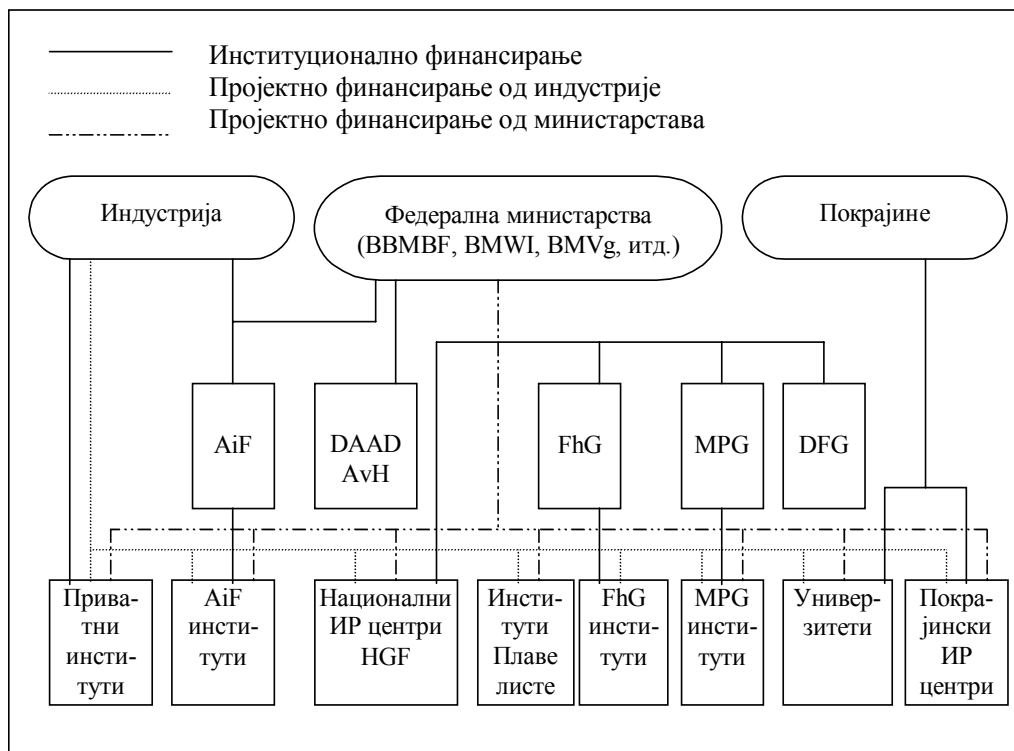 Институционално финансирање
Пројектно финансирање од индустрије
Пројектно финансирање од министарстава
Индустрија
Федерална министарства
(BBMBF, BMWI, BMVg, итд.)
Покрајине
AiF
DAAD
AvH
FhG
MPG
DFG
Прива-
тни
инсти-
тути
AiF
инсти-
тути
Национални
ИР центри
HGF
Инсти-
тути
Плаве
листе
FhG
инсти-
тути
MPG
инсти-
тути
Универ-
зитети
Покра-
јински
ИР
центри